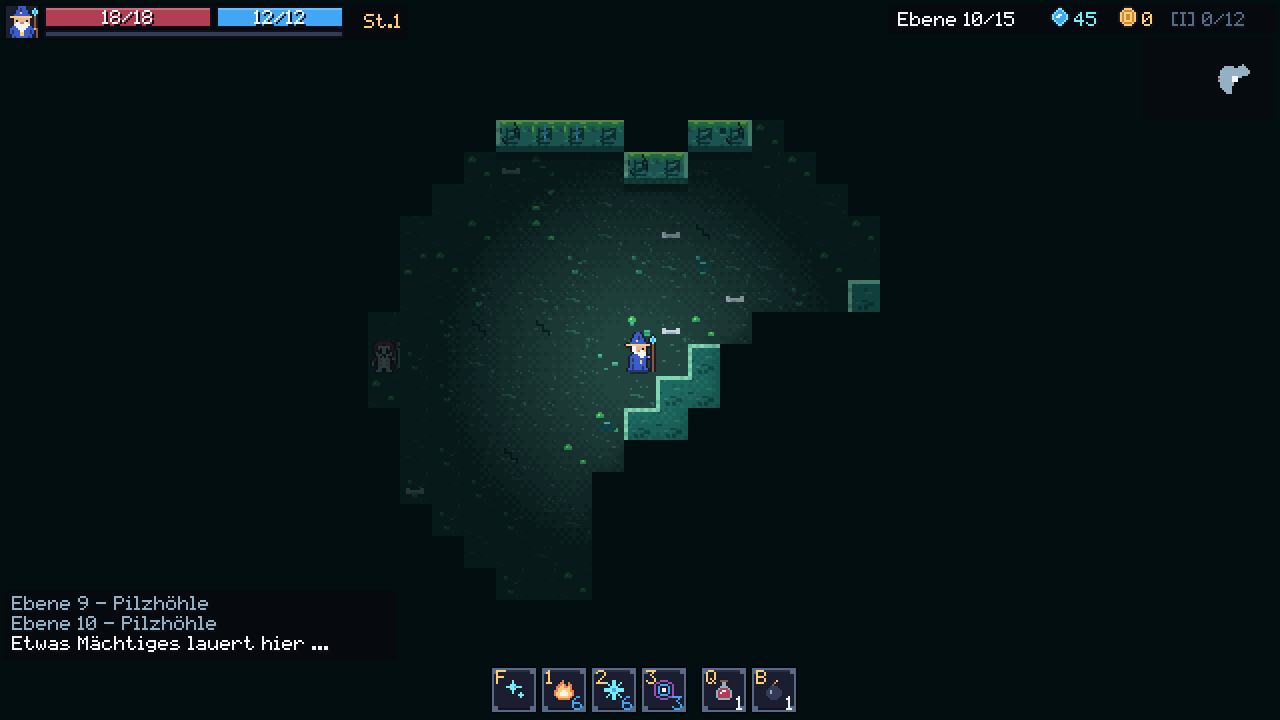 18/18 12/12 St.1 Ebene 10/15 45 0 [I] 0/12
Ebene 9 – Pilzhöhle
Ebene 10 – Pilzhöhle
Etwas Mächtiges lauert hier ...
F 1 6 2 6 3 3 Q 1 B 1